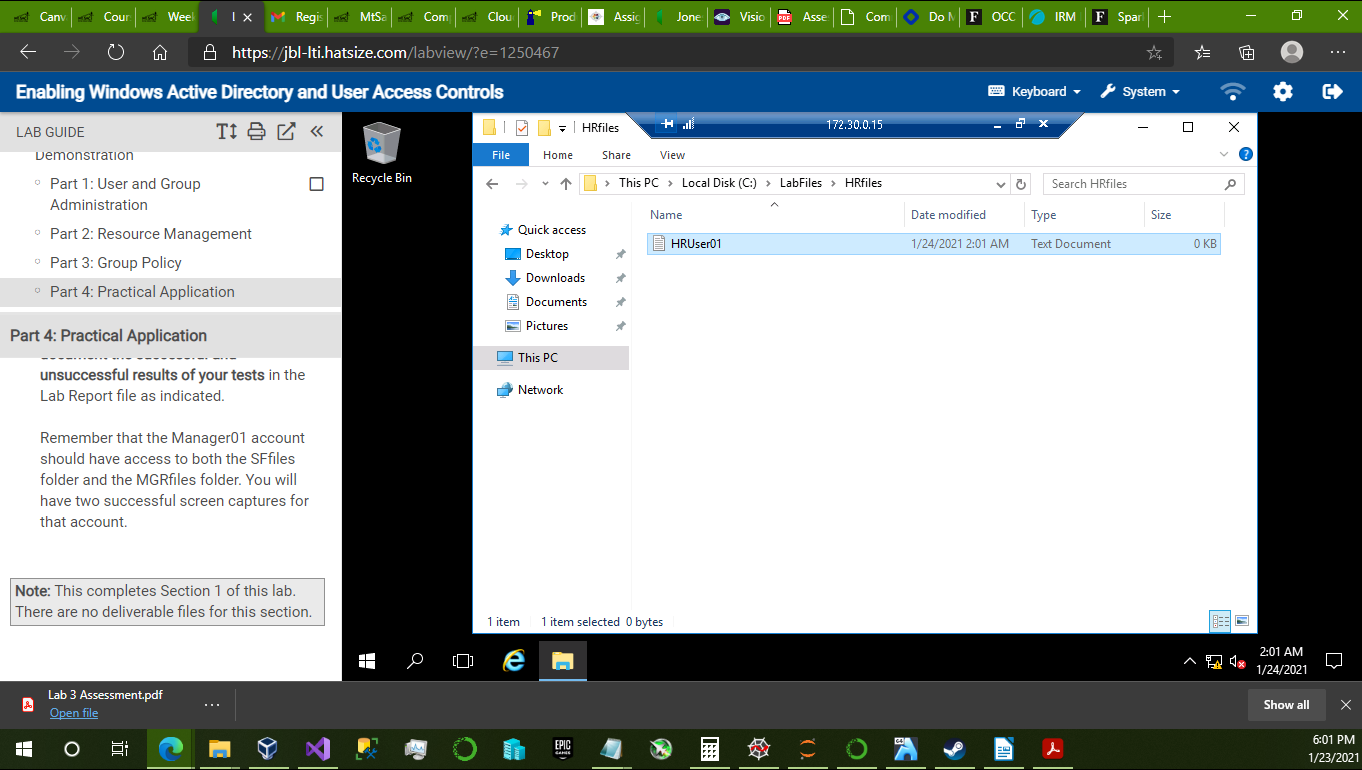 Canv
Cour
Week
I
Regis
MtSa
Com
Clou
Prod
Assig
Jone
Visio
Asse
Com
Do M
OCC
IRM
Spar
https://jbl-lti.hatsize.com/labview/?e=1250467
Enabling Windows Active Directory and User Access Controls
Keyboard
System
LAB GUIDE
Demonstration
Part 1: User and Group
Administration
Part 2: Resource Management
Part 3: Group Policy
Part 4: Practical Application
Part 4: Practical Application
document the successful and
unsuccessful results of your tests in the
Lab Report file as indicated.
Remember that the Manager01 account
should have access to both the SFfiles
folder and the MGRfiles folder. You will
have two successful screen captures for
that account.
Note: This completes Section 1 of this lab.
There are no deliverable files for this section.
Recycle Bin
HRfiles
172.30.0.15
File
Home
Share
View
This PC > Local Disk (C:) > LabFiles > HRfiles
Search HRfiles
Name
Date modified
Type
Size
HRUser01
1/24/2021 2:01 AM
Text Document
0 KB
Quick access
Desktop
Downloads
Documents
Pictures
This PC
Network
1 item
1 item selected 0 bytes
2:01 AM
1/24/2021
Lab 3 Assessment.pdf
Open file
Show all
EPIC
GAMES
6:01 PM
1/23/2021